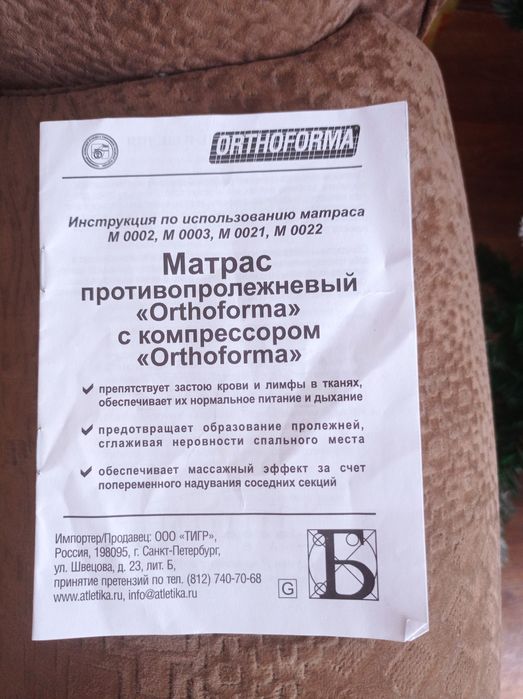 ORTHOFORMA
Инструкция по использованию матраса
М 0002, М 0003, М 0021, М 0022
Матрас
противопролежневый
«Orthoforma»
с компрессором
«Orthoforma»
препятствует застою крови и лимфы в тканях,
обеспечивает их нормальное питание и дыхание
предотвращает образование пролежней,
сглаживая неровности спального места
обеспечивает массажный эффект за счет
попеременного надувания соседних секций
Импортер/Продавец: ООО «ТИГР»,
Россия, 198095, г. Санкт-Петербург,
ул. Швецова, д. 23, лит. Б,
принятие претензий по тел. (812) 740-70-68
www.atletika.ru, info@atletika.ru
G
Б